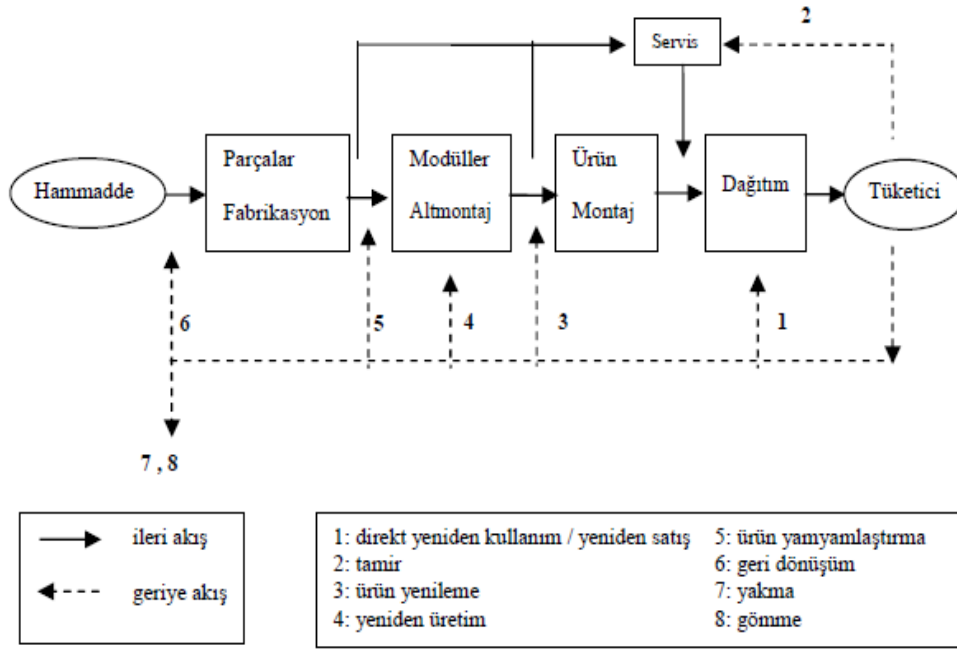 2
Servis
Parçalar
Fabrikasyon
Modüller
Altmontaj
Ürün
Montaj
Hammadde
Dağıtım
Tüketici
6
5
4
3
1
7 , 8
ileri akış
geriye akış
1: direkt yeniden kullanım / yeniden satış
2: tamir
3: ürün yenileme
4: yeniden üretim
5: ürün yamyamlaştırma
6: geri dönüşüm
7: yakma
8: gömme